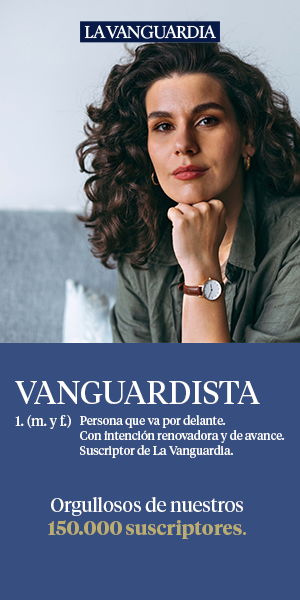 LA VANGUARDIA
VANGUARDISTA
1. (m. y f.) Persona que va por delante.
Con intención renovadora y de avance.
Suscriptor de La Vanguardia.
Orgullosos de nuestros
150.000 suscriptores.